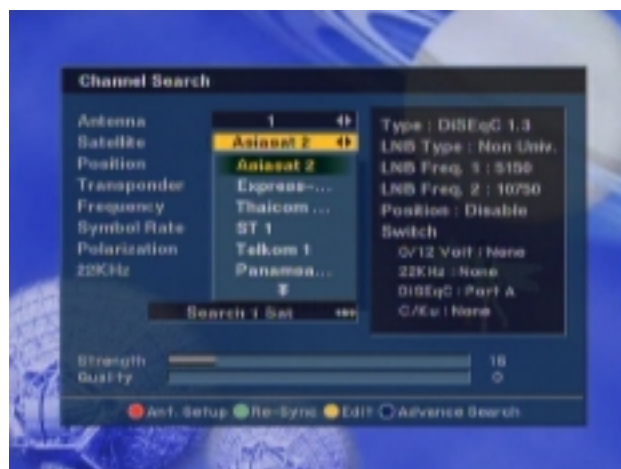 Channel Search
Antenna 1
Satellite Asiasat 2
Position Asiasat 2
Transponder Express-...
Frequency Thaicom ...
Symbol Rate ST 1
Polarization Telkom 1
22KHz Panamsa...
Search 1 Sat
Type : DiSEqC 1.3
LNB Type : Non Univ.
LNB Freq. 1 : 5150
LNB Freq. 2 : 10750
Position : Disable
Switch
0/12 Volt : None
22KHz : None
DiSEqC : Port A
C/Ku : None
Strength 16
Quality 0
Ant. Setup Re-Sync Edit Advance Search